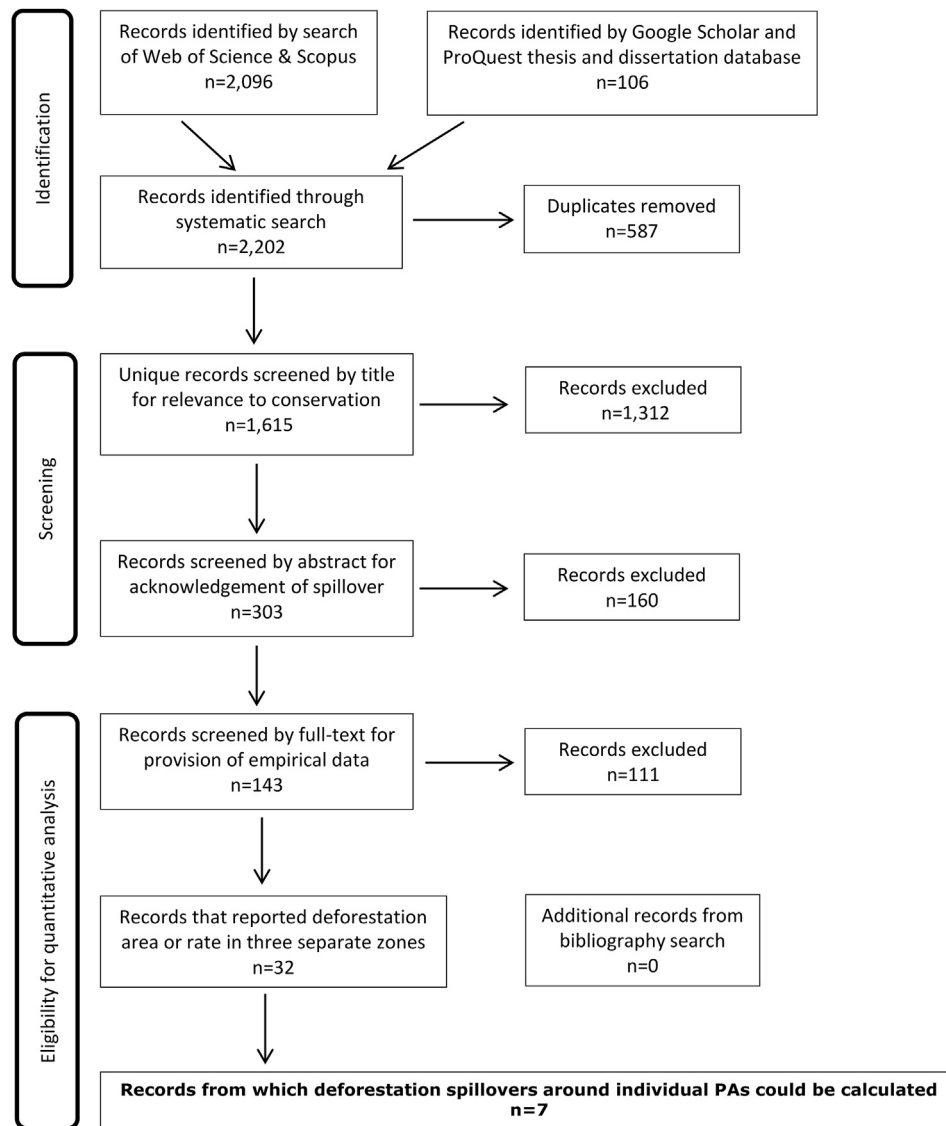 Identification
Records identified by search
of Web of Science & Scopus
n=2,096
Records identified by Google Scholar and
ProQuest thesis and dissertation database
n=106
Records identified through
systematic search
n=2,202
Duplicates removed
n=587
Screening
Unique records screened by title
for relevance to conservation
n=1,615
Records excluded
n=1,312
Records screened by abstract for
acknowledgement of spillover
n=303
Records excluded
n=160
Eligibility for quantitative analysis
Records screened by full-text for
provision of empirical data
n=143
Records excluded
n=111
Records that reported deforestation
area or rate in three separate zones
n=32
Additional records from
bibliography search
n=0
Records from which deforestation spillovers around individual PAs could be calculated
n=7